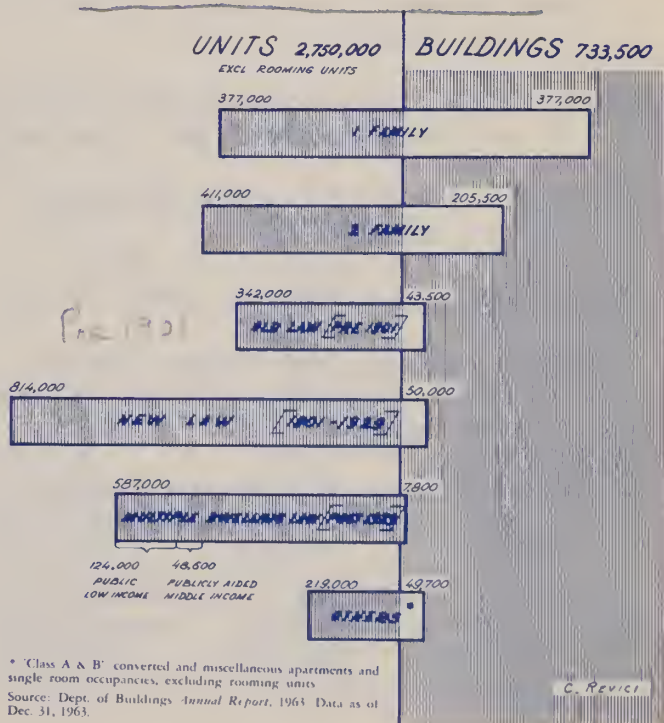 UNITS 2,750,000 BUILDINGS 733,500
EXCL ROOMING UNITS
377,000 377,000
1 FAMILY
411,000 205,500
2 FAMILY
342,000 43,500
OLD LAW [PRE 1901]
Pre 1901
814,000 50,000
NEW LAW [1901-1929]
587,000 7,800
MULTIPLE DWELLING LAW [POST 1929]
124,000 48,600
PUBLIC PUBLICLY AIDED
LOW INCOME MIDDLE INCOME
219,000 49,700
OTHERS *
* 'Class A & B' converted and miscellaneous apartments and
single room occupancies, excluding rooming units
Source: Dept. of Buildings Annual Report, 1963. Data as of
Dec. 31, 1963.
C. REVICI